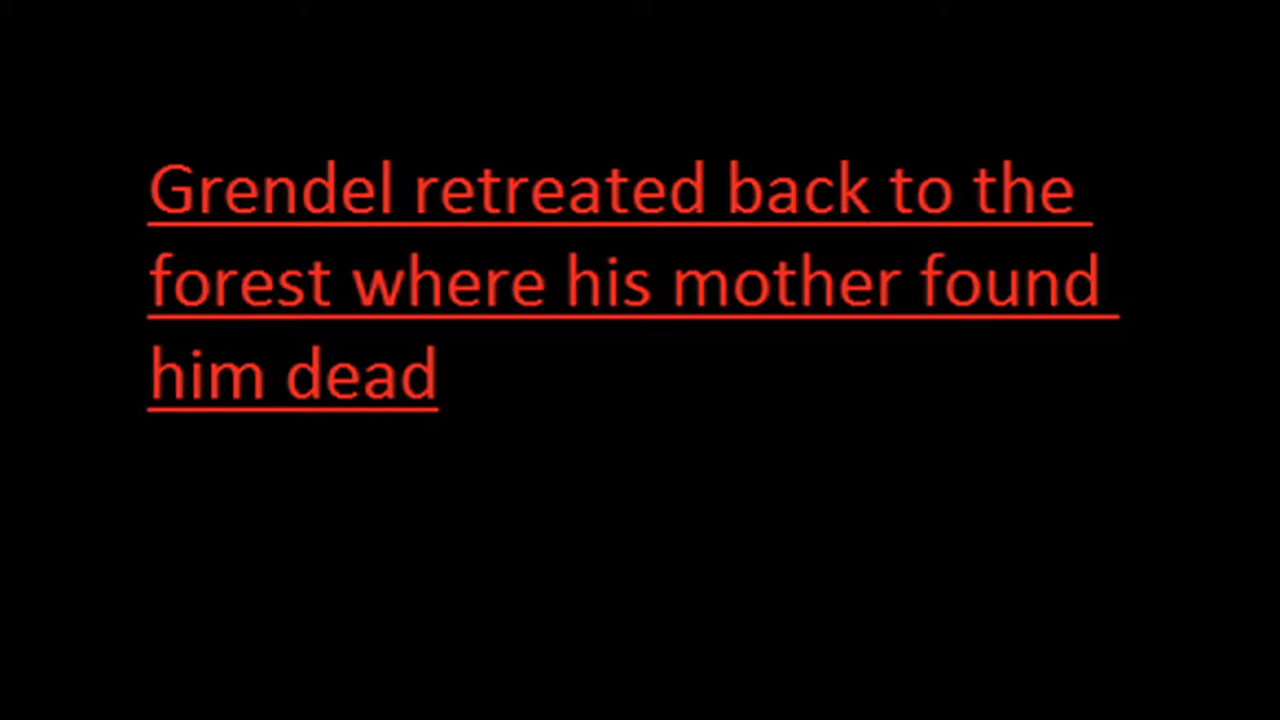 Grendel retreated back to the
forest where his mother found
him dead